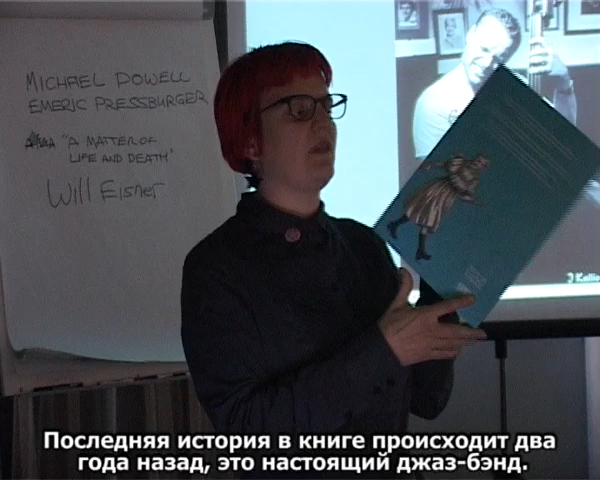 MICHAEL POWELL
EMERIC PRESSBURGER
"A MATTER OF
LIFE AND DEATH"
Will Eisner
Kallio
Последняя история в книге происходит два
года назад, это настоящий джаз-бэнд.